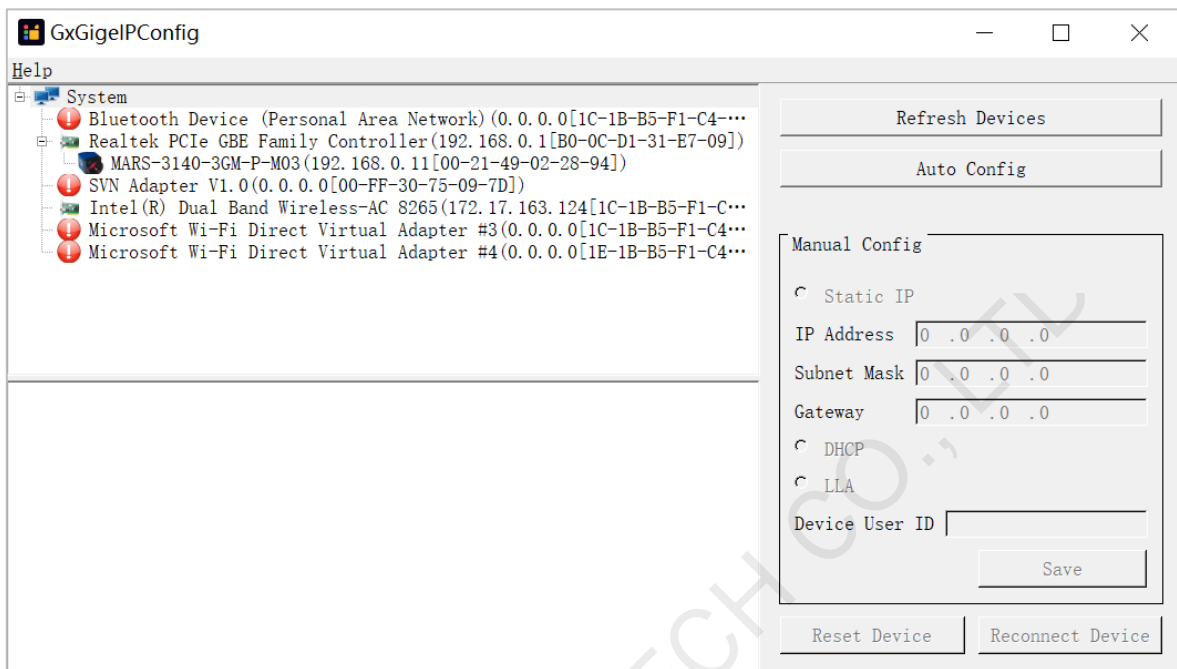 GxGigeIPConfig
Help
System
Bluetooth Device (Personal Area Network)(0.0.0.0[1C-1B-B5-F1-C4-···
Realtek PCIe GBE Family Controller(192.168.0.1[B0-0C-D1-31-E7-09])
MARS-3140-3GM-P-M03(192.168.0.11[00-21-49-02-28-94])
SVN Adapter V1.0(0.0.0.0[00-FF-30-75-09-7D])
Intel(R) Dual Band Wireless-AC 8265(172.17.163.124[1C-1B-B5-F1-C···
Microsoft Wi-Fi Direct Virtual Adapter #3(0.0.0.0[1C-1B-B5-F1-C4···
Microsoft Wi-Fi Direct Virtual Adapter #4(0.0.0.0[1E-1B-B5-F1-C4···
Refresh Devices
Auto Config
Manual Config
Static IP
IP Address 0 .0 .0 .0
Subnet Mask 0 .0 .0 .0
Gateway 0 .0 .0 .0
DHCP
LLA
Device User ID
Save
Reset Device Reconnect Device
TECH CO., LTD